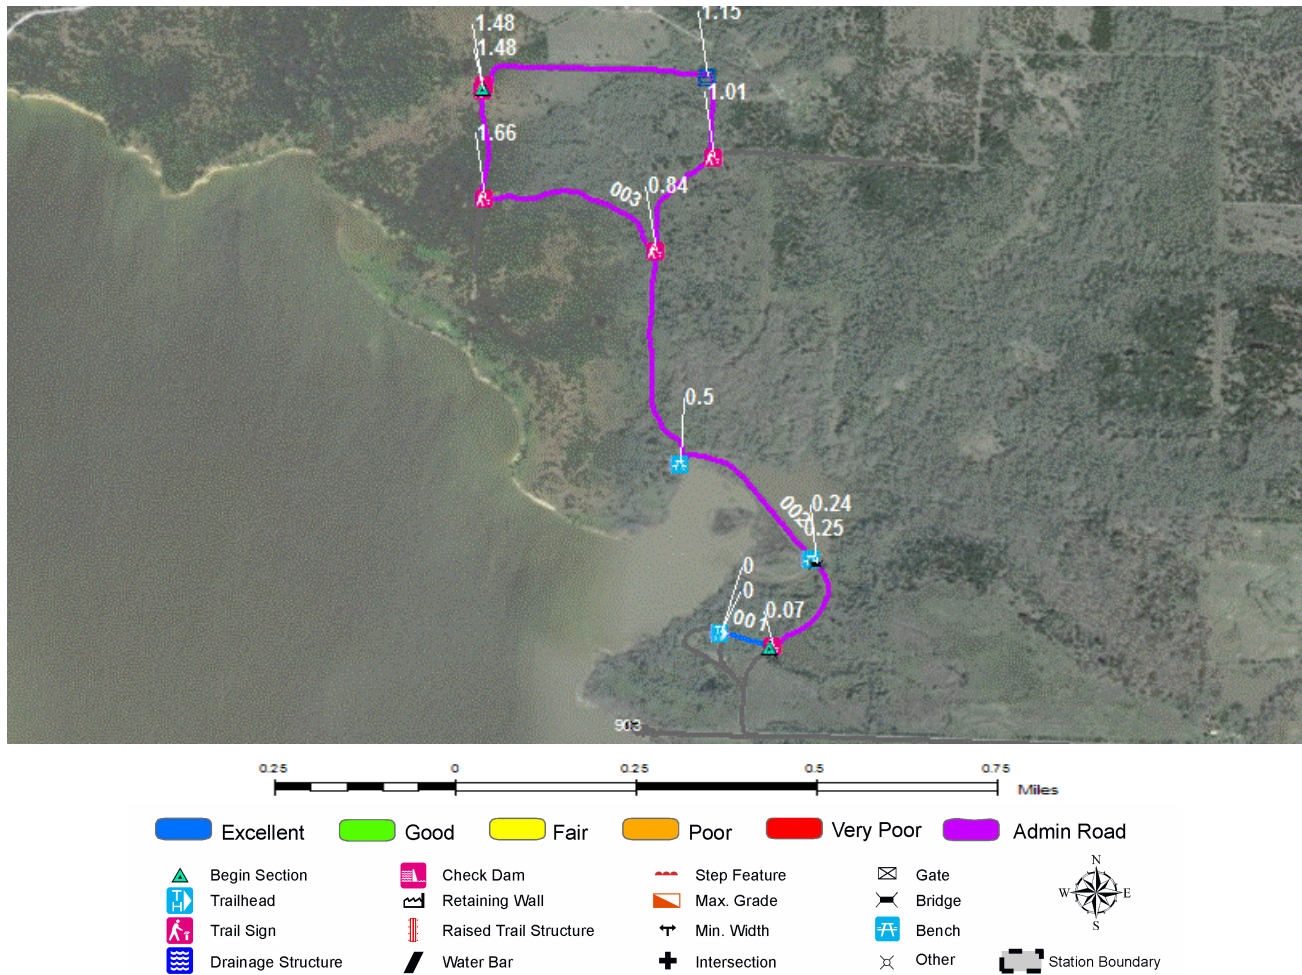 1.48
1.15
1.48
1.01
1.66
003
0.84
0.5
002
0.24
0.25
0
0
001
0.07
903
0.25 0 0.25 0.5 0.75
Miles
Excellent Good Fair Poor Very Poor Admin Road
Begin Section Check Dam Step Feature Gate
Trailhead Retaining Wall Max. Grade Bridge
Trail Sign Raised Trail Structure Min. Width Bench
Drainage Structure Water Bar Intersection Other Station Boundary
N
W E
S
TH